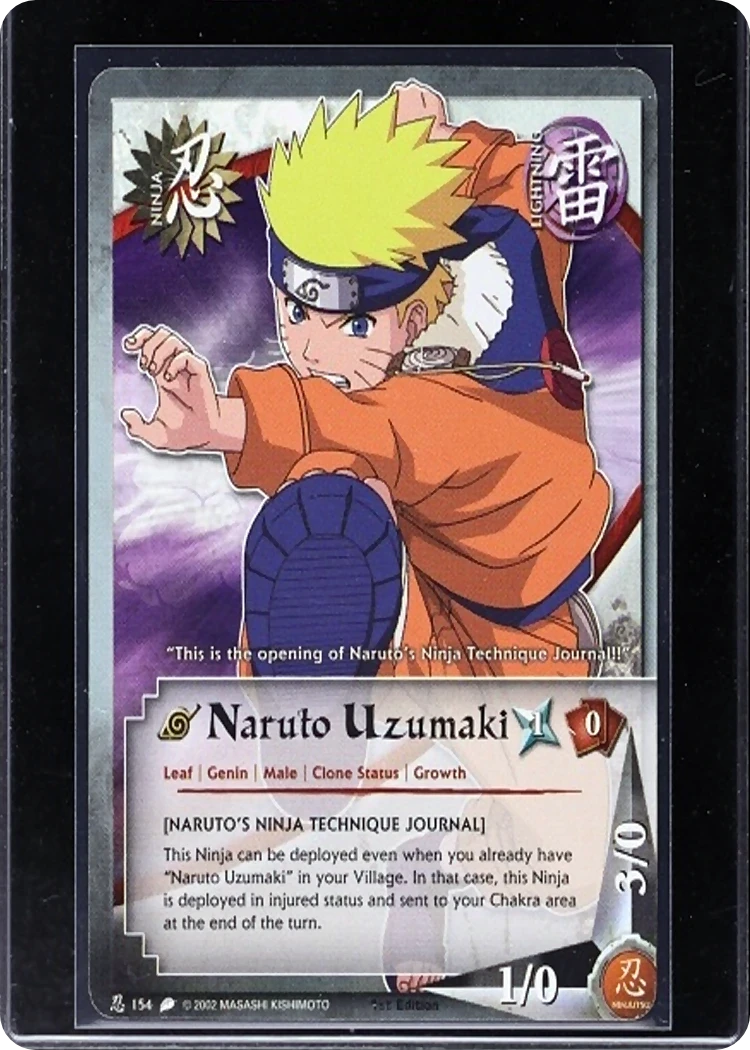 NINJA
忍
LIGHTNING
雷
"This is the opening of Naruto's Ninja Technique Journal!!"
Naruto Uzumaki 1 0
Leaf | Genin | Male | Clone Status | Growth
[NARUTO'S NINJA TECHNIQUE JOURNAL]
This Ninja can be deployed even when you already have
"Naruto Uzumaki" in your Village. In that case, this Ninja
is deployed in injured status and sent to your Chakra area
at the end of the turn.
3/0
1/0
忍
NINJUTSU
忍 154 © 2002 MASASHI KISHIMOTO 1st Edition